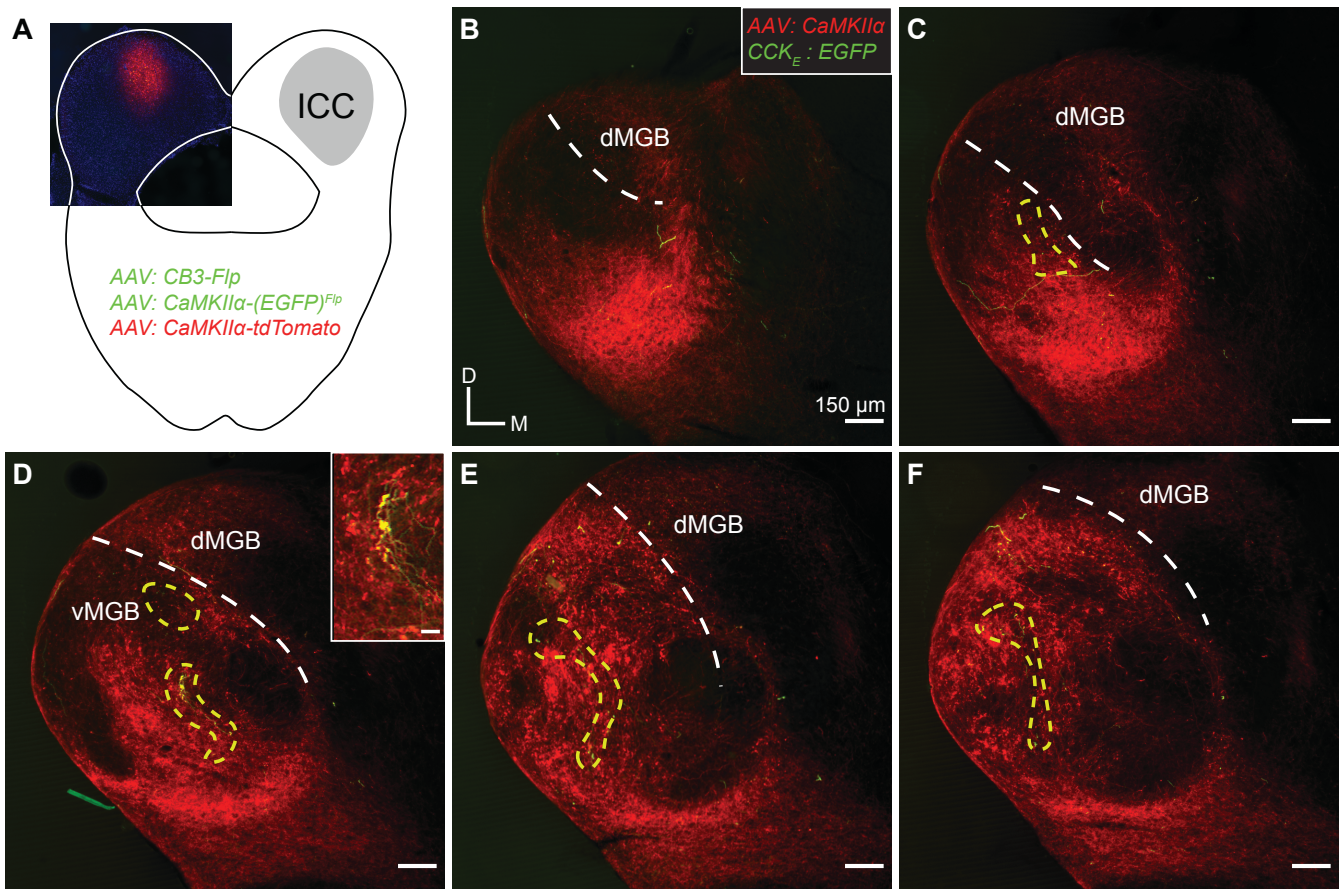 A
ICC
AAV: CB3-Flp
AAV: CaMKIIα-(EGFP)^Flp
AAV: CaMKIIα-tdTomato
B
AAV: CaMKIIα
CCK_E : EGFP
dMGB
D
M
150 µm
C
dMGB
D
dMGB
vMGB
E
dMGB
F
dMGB